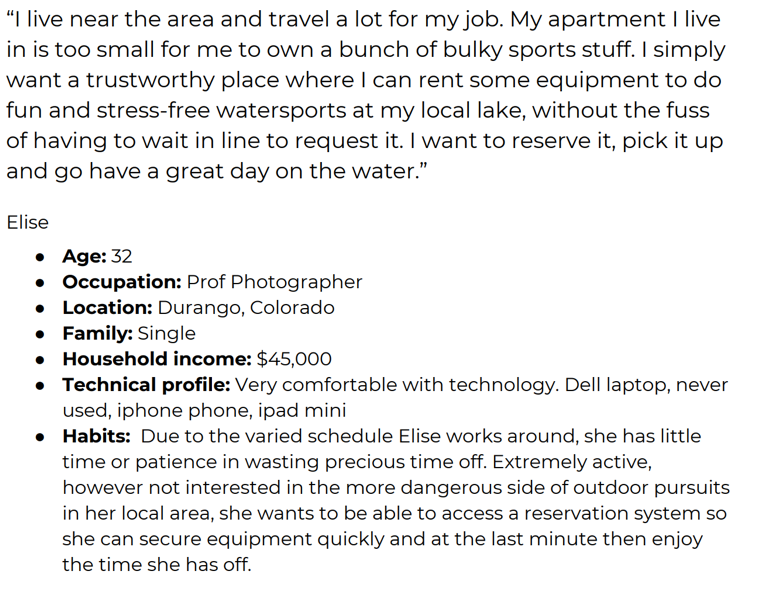 “I live near the area and travel a lot for my job. My apartment I live
in is too small for me to own a bunch of bulky sports stuff. I simply
want a trustworthy place where I can rent some equipment to do
fun and stress-free watersports at my local lake, without the fuss
of having to wait in line to request it. I want to reserve it, pick it up
and go have a great day on the water.”
Elise
● Age: 32
● Occupation: Prof Photographer
● Location: Durango, Colorado
● Family: Single
● Household income: $45,000
● Technical profile: Very comfortable with technology. Dell laptop, never
used, iphone phone, ipad mini
● Habits:  Due to the varied schedule Elise works around, she has little
time or patience in wasting precious time off. Extremely active,
however not interested in the more dangerous side of outdoor pursuits
in her local area, she wants to be able to access a reservation system so
she can secure equipment quickly and at the last minute then enjoy
the time she has off.